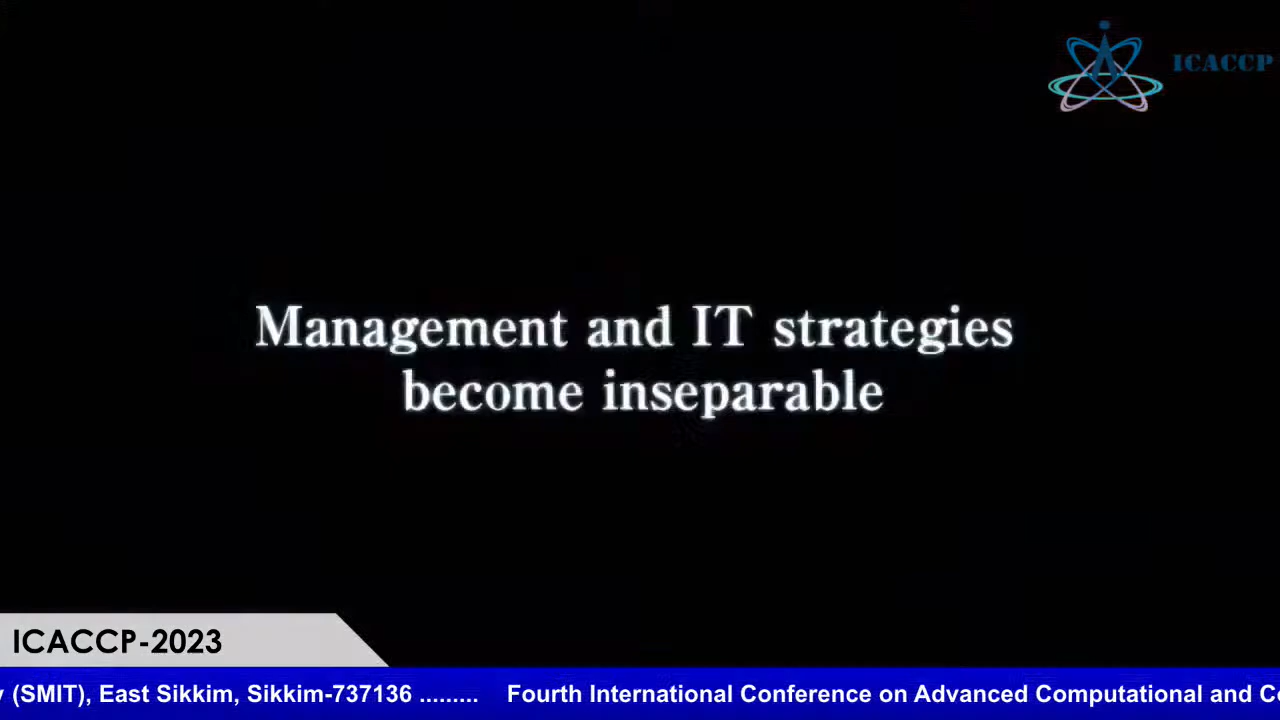 ICACCP
Management and IT strategies
become inseparable
ICACCP-2023
(SMIT), East Sikkim, Sikkim-737136 ......... Fourth International Conference on Advanced Computational and